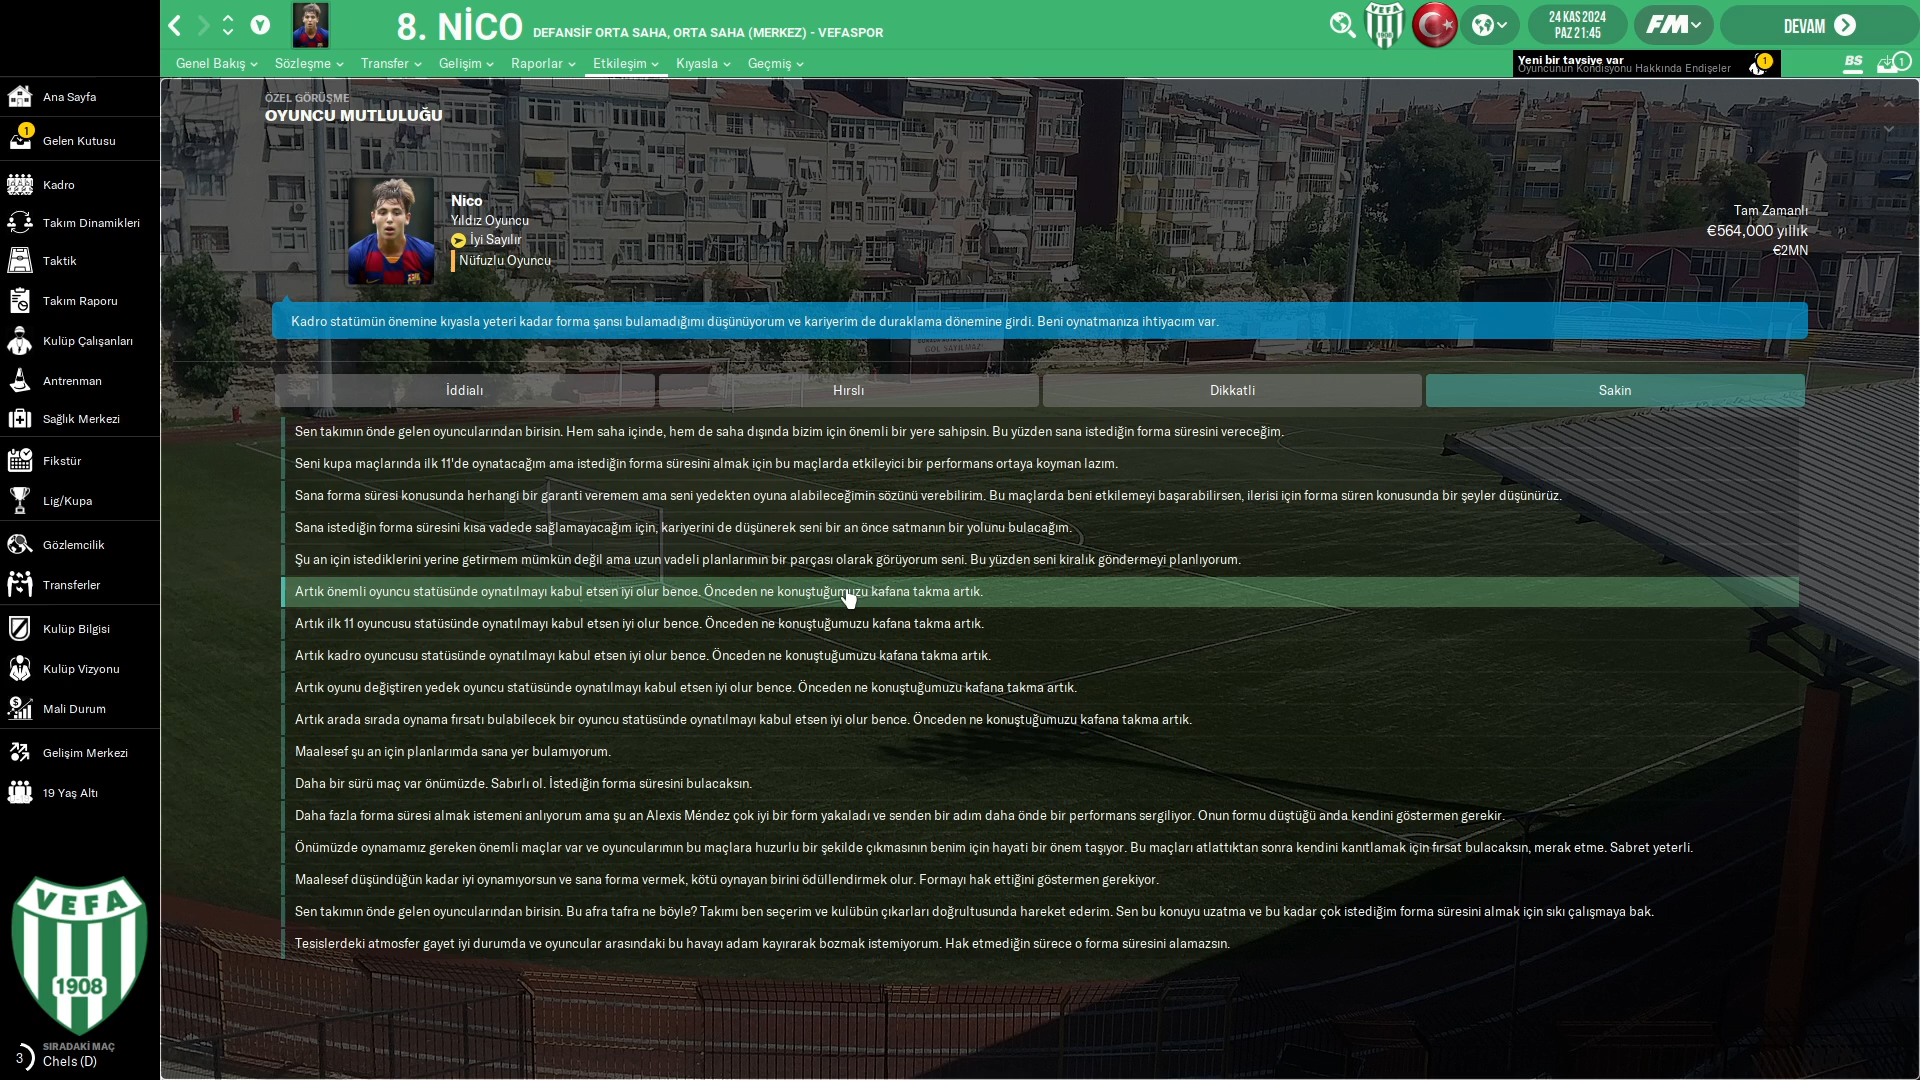 8. NİCO DEFANSİF ORTA SAHA, ORTA SAHA (MERKEZ) - VEFASPOR
VEFA
1908
24 KAS 2024
PAZ 21:45
FM
DEVAM
Genel Bakış
Sözleşme
Transfer
Gelişim
Raporlar
Etkileşim
Kıyasla
Geçmiş
Yeni bir tavsiye var
Oyuncunun Kondisyonu Hakkında Endişeler
1
BS
1
Ana Sayfa
1
Gelen Kutusu
Kadro
Takım Dinamikleri
Taktik
Takım Raporu
Kulüp Çalışanları
Antrenman
Sağlık Merkezi
Fikstür
Lig/Kupa
Gözlemcilik
Transferler
Kulüp Bilgisi
Kulüp Vizyonu
Mali Durum
Gelişim Merkezi
19 Yaş Altı
VEFA
1908
3
SIRADAKİ MAÇ
Chels (D)
ÖZEL GÖRÜŞME
OYUNCU MUTLULUĞU
Nico
Yıldız Oyuncu
İyi Sayılır
Nüfuzlu Oyuncu
Tam Zamanlı
€564,000 yıllık
€2MN
Kadro statümün önemine kıyasla yeteri kadar forma şansı bulamadığımı düşünüyorum ve kariyerim de duraklama dönemine girdi. Beni oynatmanıza ihtiyacım var.
GOL SATILMAZ!
İddialı
Hırslı
Dikkatli
Sakin
Sen takımın önde gelen oyuncularından birisin. Hem saha içinde, hem de saha dışında bizim için önemli bir yere sahipsin. Bu yüzden sana istediğin forma süresini vereceğim.
Seni kupa maçlarında ilk 11'de oynatacağım ama istediğin forma süresini almak için bu maçlarda etkileyici bir performans ortaya koyman lazım.
Sana forma süresi konusunda herhangi bir garanti veremem ama seni yedekten oyuna alabileceğimin sözünü verebilirim. Bu maçlarda beni etkilemeyi başarabilirsen, ilerisi için forma süren konusunda bir şeyler düşünürüz.
Sana istediğin forma süresini kısa vadede sağlamayacağım için, kariyerini de düşünerek seni bir an önce satmanın bir yolunu bulacağım.
Şu an için istediklerini yerine getirmem mümkün değil ama uzun vadeli planlarımın bir parçası olarak görüyorum seni. Bu yüzden seni kiralık göndermeyi planlıyorum.
Artık önemli oyuncu statüsünde oynatılmayı kabul etsen iyi olur bence. Önceden ne konuştuğumuzu kafana takma artık.
Artık ilk 11 oyuncusu statüsünde oynatılmayı kabul etsen iyi olur bence. Önceden ne konuştuğumuzu kafana takma artık.
Artık kadro oyuncusu statüsünde oynatılmayı kabul etsen iyi olur bence. Önceden ne konuştuğumuzu kafana takma artık.
Artık oyunu değiştiren yedek oyuncu statüsünde oynatılmayı kabul etsen iyi olur bence. Önceden ne konuştuğumuzu kafana takma artık.
Artık arada sırada oynama fırsatı bulabilecek bir oyuncu statüsünde oynatılmayı kabul etsen iyi olur bence. Önceden ne konuştuğumuzu kafana takma artık.
Maalesef şu an için planlarımda sana yer bulamıyorum.
Daha bir sürü maç var önümüzde. Sabırlı ol. İstediğin forma süresini bulacaksın.
Daha fazla forma süresi almak istemeni anlıyorum ama şu an Alexis Méndez çok iyi bir form yakaladı ve senden bir adım daha önde bir performans sergiliyor. Onun formu düştüğü anda kendini göstermen gerekir.
Önümüzde oynamamız gereken önemli maçlar var ve oyuncularımın bu maçlara huzurlu bir şekilde çıkmasının benim için hayati bir önem taşıyor. Bu maçları atlattıktan sonra kendini kanıtlamak için fırsat bulacaksın, merak etme. Sabret yeterli.
Maalesef düşündüğün kadar iyi oynamıyorsun ve sana forma vermek, kötü oynayan birini ödüllendirmek olur. Formayı hak ettiğini göstermen gerekiyor.
Sen takımın önde gelen oyuncularından birisin. Bu afra tafra ne böyle? Takımı ben seçerim ve kulübün çıkarları doğrultusunda hareket ederim. Sen bu konuyu uzatma ve bu kadar çok istediğim forma süresini almak için sıkı çalışmaya bak.
Tesislerdeki atmosfer gayet iyi durumda ve oyuncular arasındaki bu havayı adam kayırarak bozmak istemiyorum. Hak etmediğin sürece o forma süresini alamazsın.